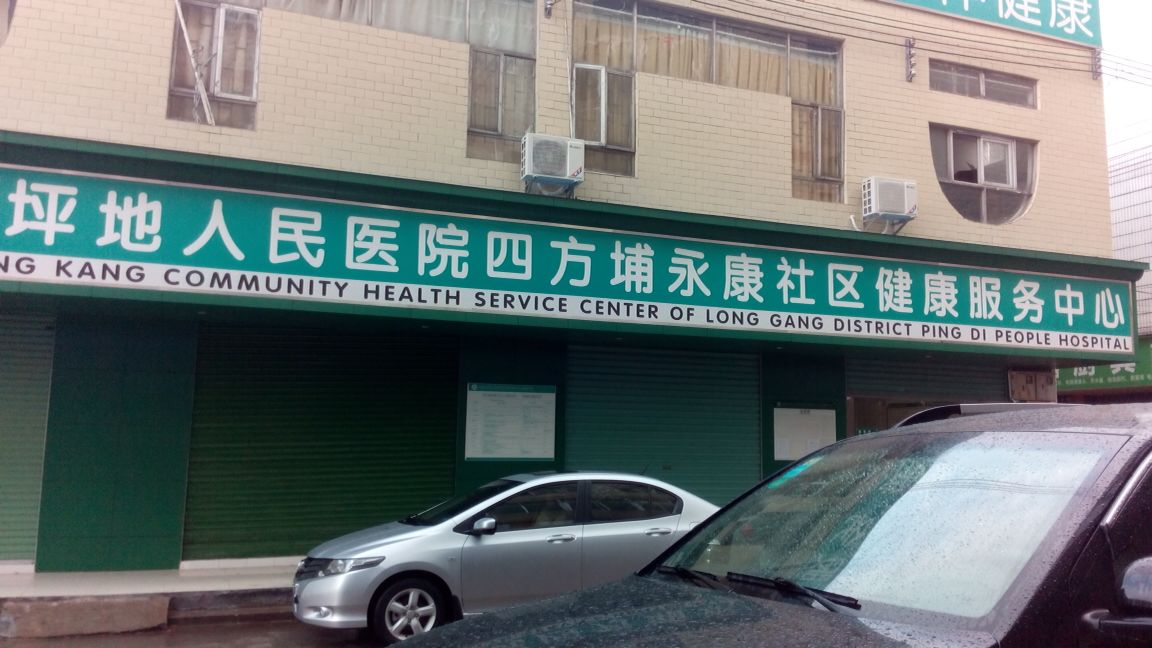 健康
坪地人民医院四方埔永康社区健康服务中心
NG KANG COMMUNITY HEALTH SERVICE CENTER OF LONG GANG DISTRICT PING DI PEOPLE HOSPITAL